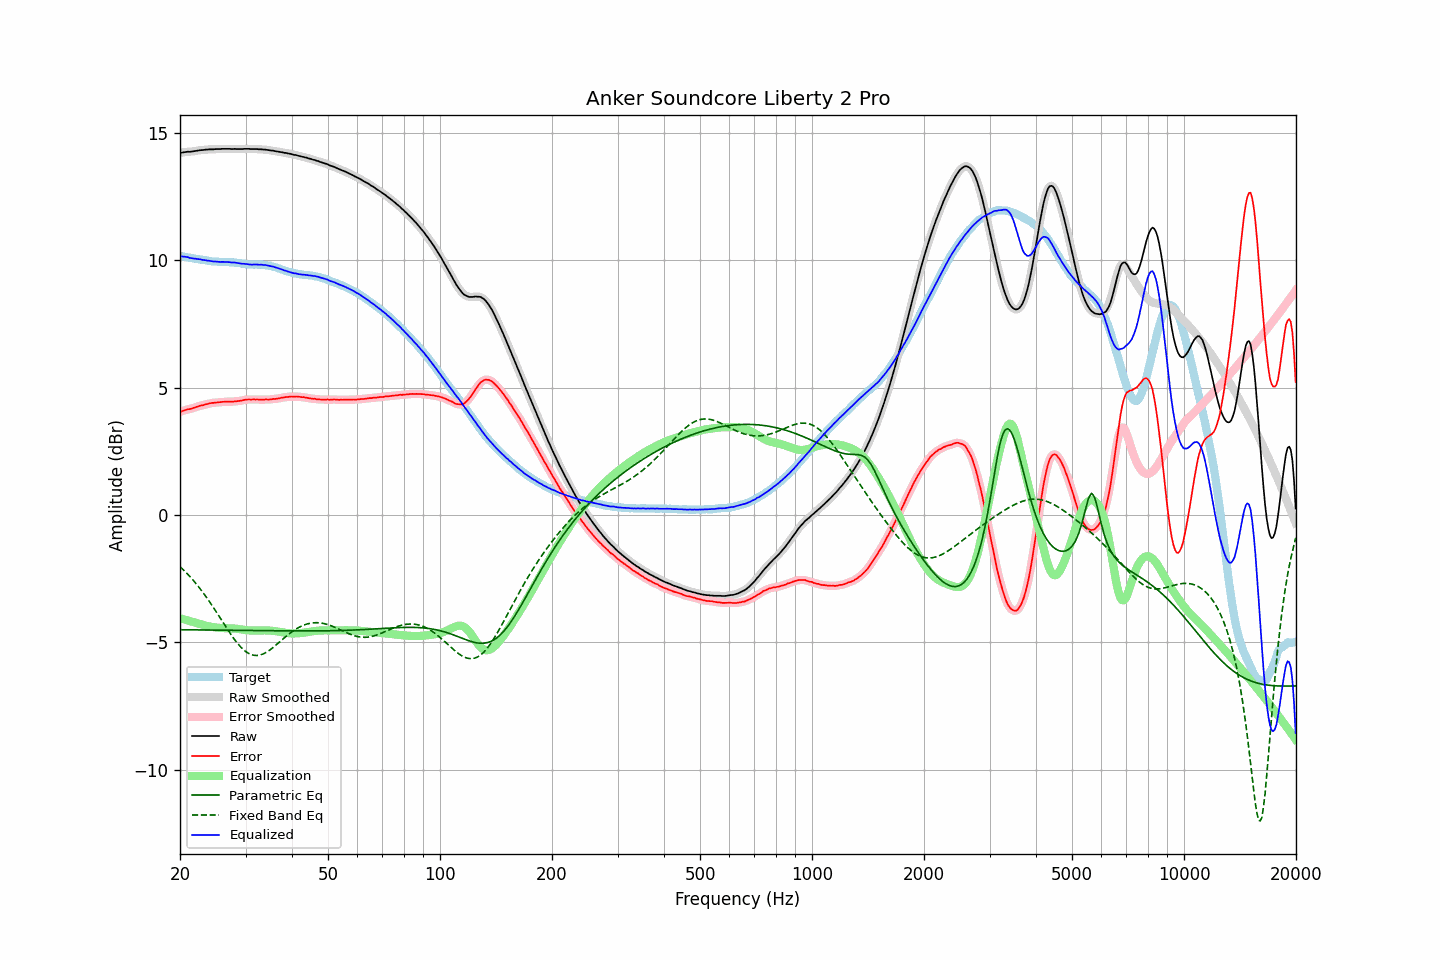 Anker Soundcore Liberty 2 Pro
15
10
5
0
−5
−10
Amplitude (dBr)
Target
Raw Smoothed
Error Smoothed
Raw
Error
Equalization
Parametric Eq
Fixed Band Eq
Equalized
20 50 100 200 500 1000 2000 5000 10000 20000
Frequency (Hz)